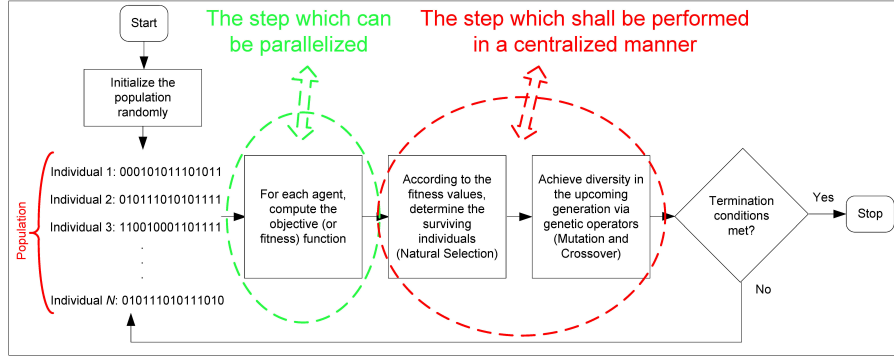 Start
The step which can
be parallelized
The step which shall be performed
in a centralized manner
Initialize the
population
randomly
Population
Individual 1: 000101011101011
Individual 2: 010111010101111
Individual 3: 110010001101111
.
.
.
.
Individual N: 010111010111010
For each agent,
compute the
objective (or
fitness) function
According to the
fitness values,
determine the
surviving
individuals
(Natural Selection)
Achieve diversity in
the upcoming
generation via
genetic operators
(Mutation and
Crossover)
Termination
conditions
met?
Yes
Stop
No